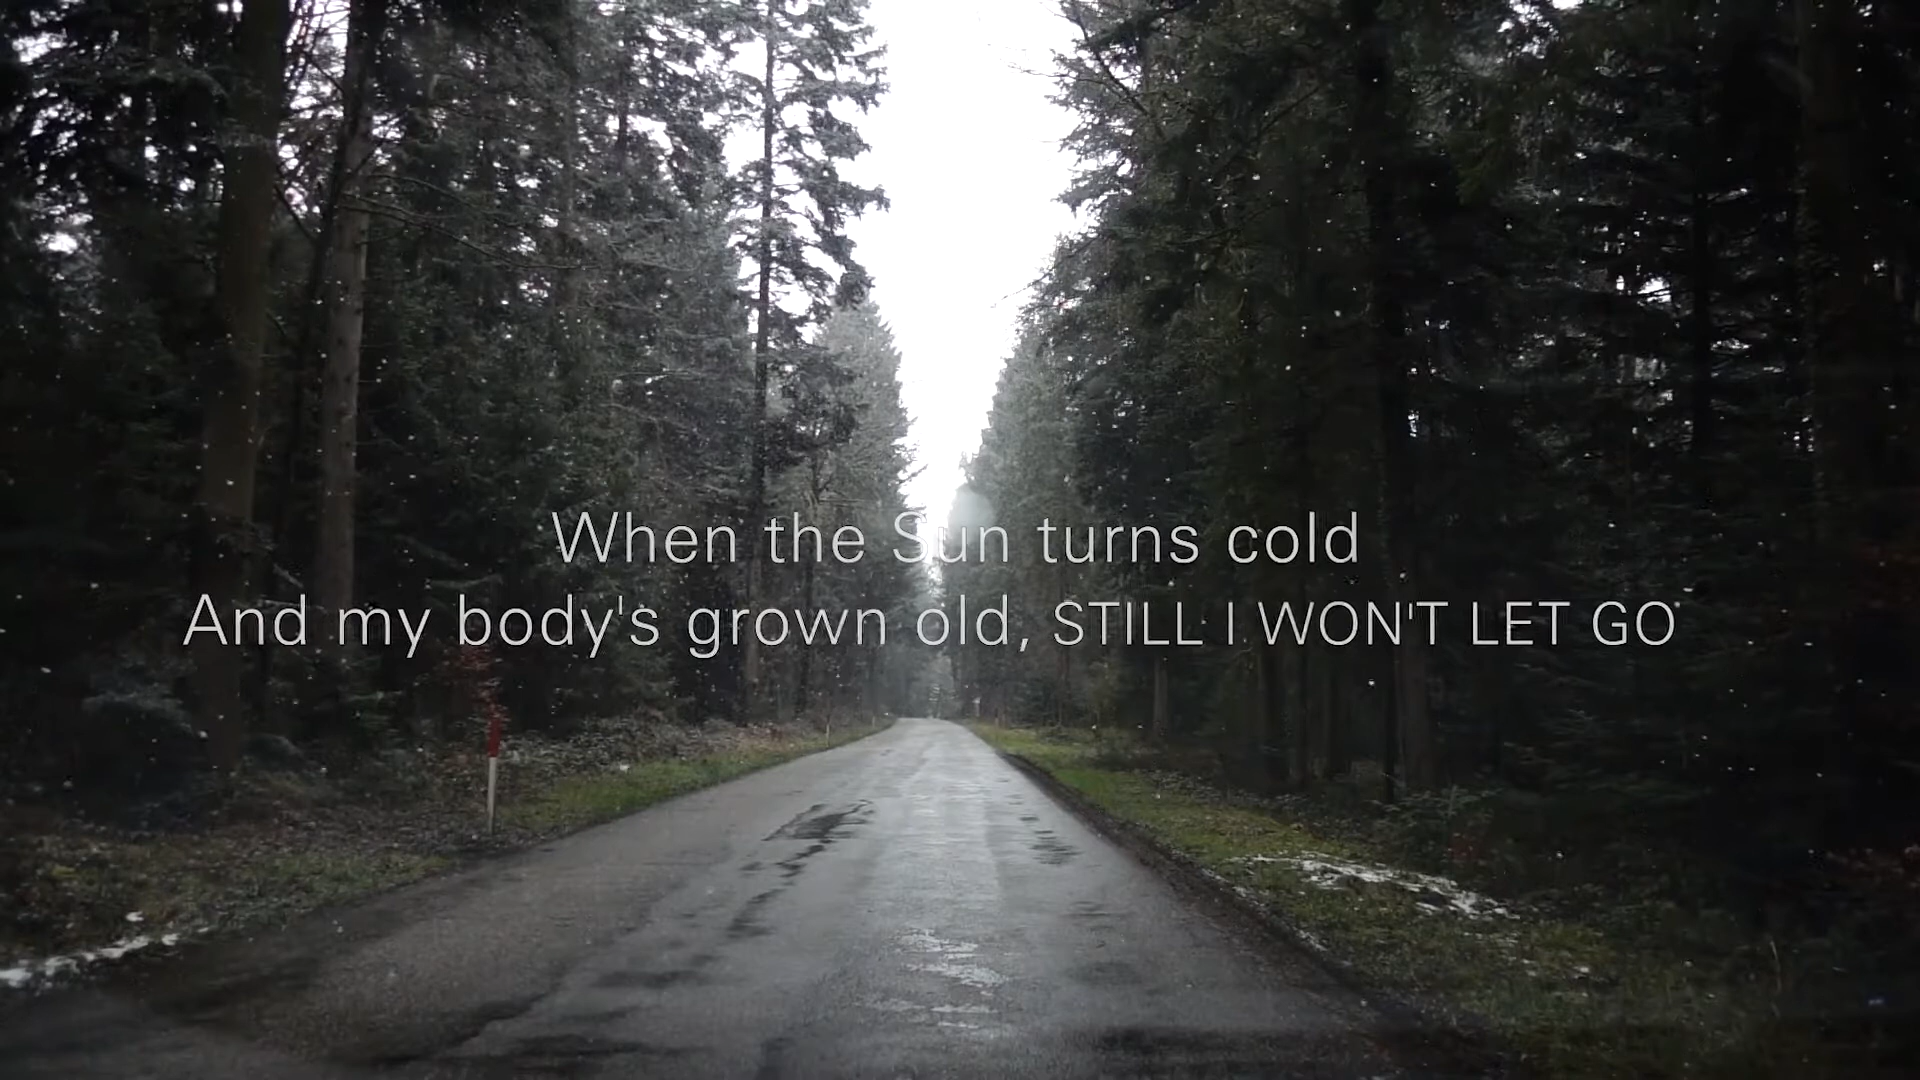 When the Sun turns cold
And my body's grown old, STILL I WON'T LET GO